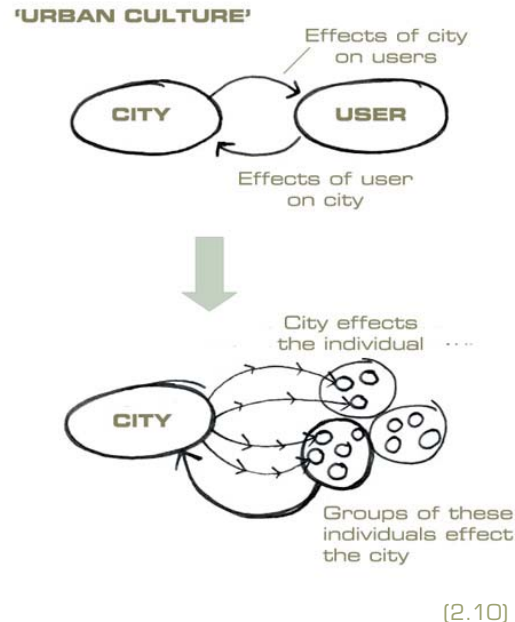 'URBAN CULTURE'
Effects of city
on users
CITY
USER
Effects of user
on city
City effects
the individual ....
CITY
Groups of these
individuals effect
the city
(2.10)